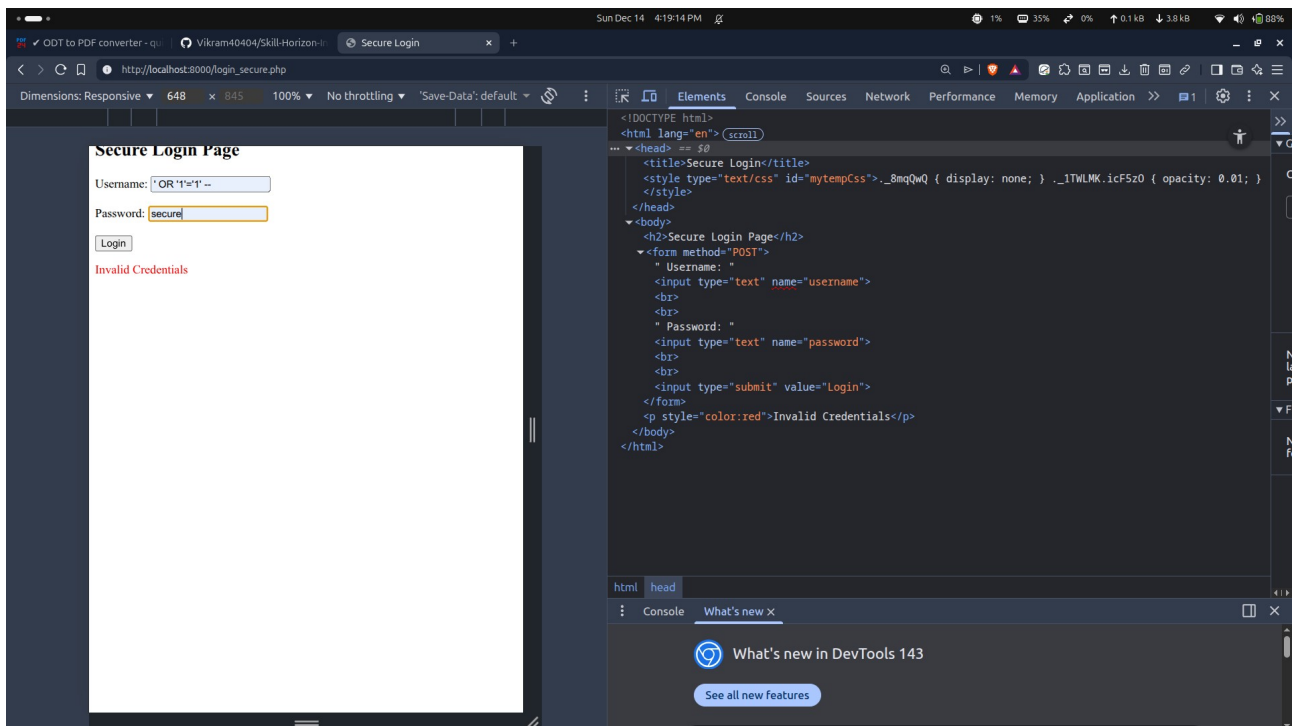 Sun Dec 14 4:19:14 PM
1% 35% 0% ↑ 0.1 kB ↓ 3.8 kB 88%
✔ ODT to PDF converter - qu
Vikram40404/Skill-Horizon-In
Secure Login × +
http://localhost:8000/login_secure.php
Dimensions: Responsive ▼ 648 × 845 100% ▼ No throttling ▼ 'Save-Data': default ▼
Elements Console Sources Network Performance Memory Application >> 1
Secure Login Page
Username: ' OR '1'='1' --
Password: secure
Login
Invalid Credentials
<!DOCTYPE html>
<html lang="en"> scroll
... ▼<head> == $0
<title>Secure Login</title>
<style type="text/css" id="mytempCss">._8mqQwQ { display: none; } ._1TWLMK.icF5zO { opacity: 0.01; }
</style>
</head>
▼<body>
<h2>Secure Login Page</h2>
▼<form method="POST">
" Username: "
<input type="text" name="username">
<br>
<br>
" Password: "
<input type="text" name="password">
<br>
<br>
<input type="submit" value="Login">
</form>
<p style="color:red">Invalid Credentials</p>
</body>
</html>
html head
Console What's new ×
What's new in DevTools 143
See all new features